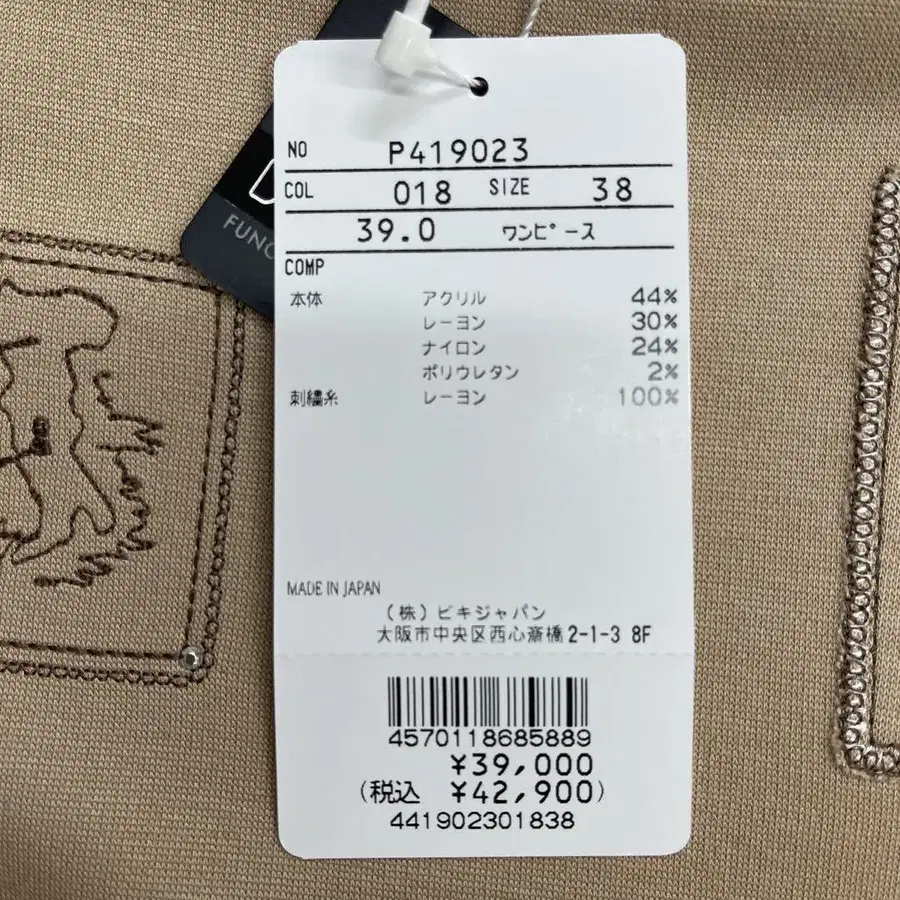 NO P419023
COL 018 SIZE 38
39.0 ワンピース
COMP
本体 アクリル 44%
レーヨン 30%
ナイロン 24%
ポリウレタン 2%
刺繍糸 レーヨン 100%
MADE IN JAPAN
(株)ビキジャパン
大阪市中央区西心斎橋2-1-3 8F
4570118685889
¥39,000
(税込 ¥42,900)
441902301838